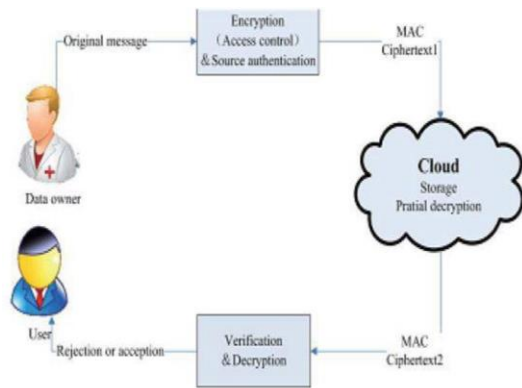 Original message
Encryption
(Access control)
& Source authentication
MAC
Ciphertext1
Data owner
Cloud
Storage
Pratial decryption
User
Rejection or acception
Verification
& Decryption
MAC
Ciphertext2